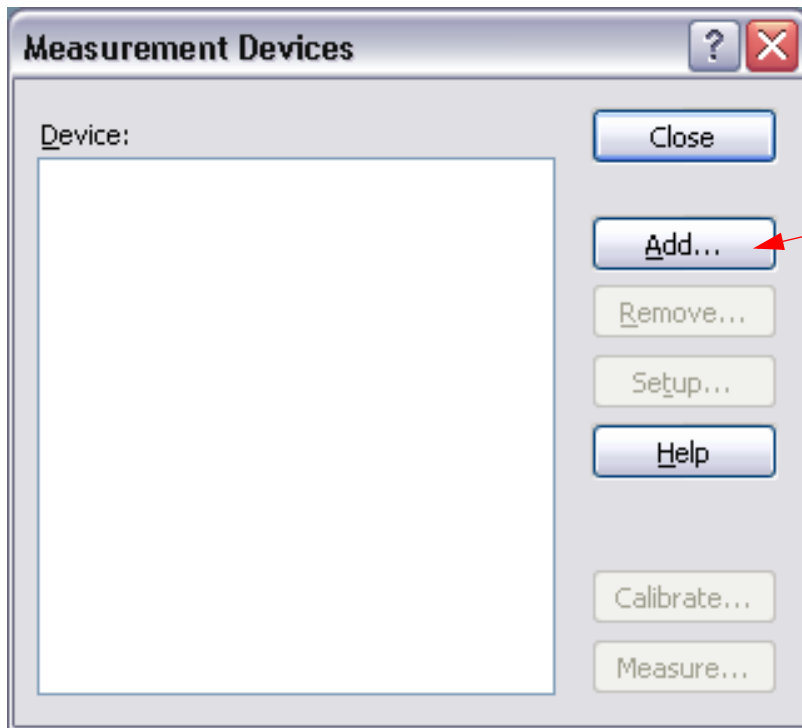 Measurement Devices
?
Device:
Close
Add...
Remove...
Setup...
Help
Calibrate...
Measure...